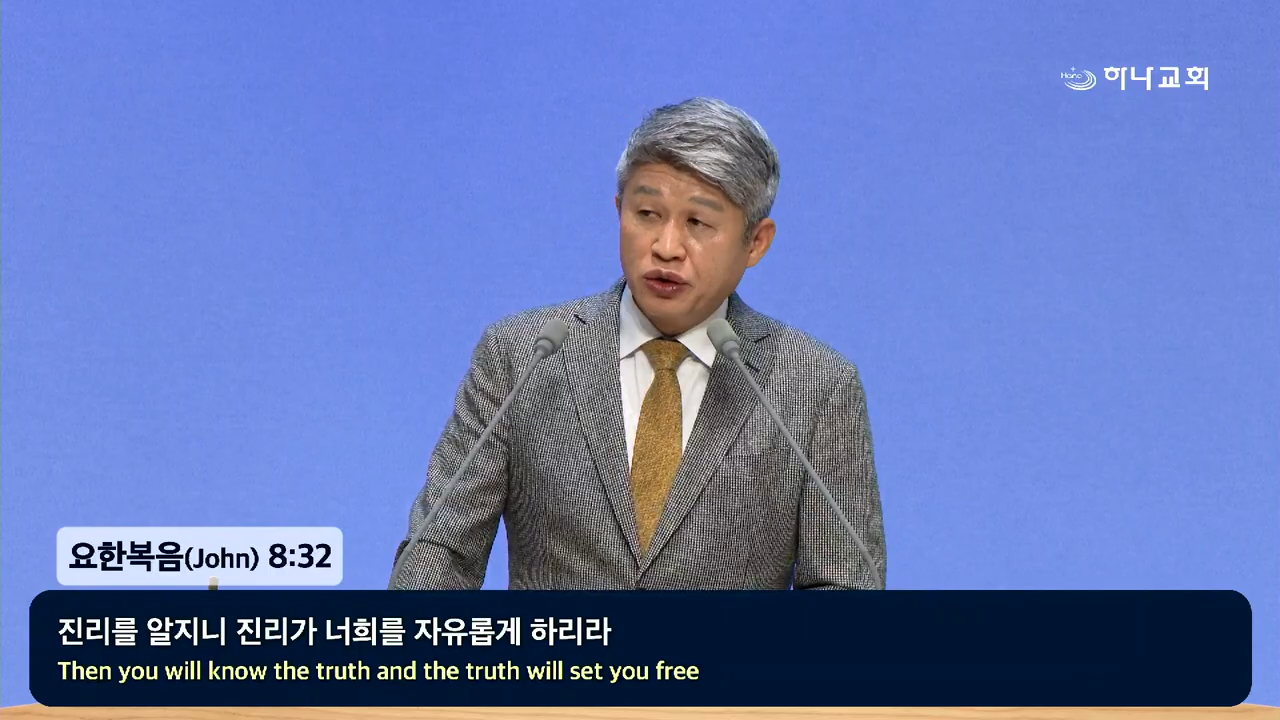 Hana 하나교회
요한복음(John) 8:32
진리를 알지니 진리가 너희를 자유롭게 하리라
Then you will know the truth and the truth will set you free